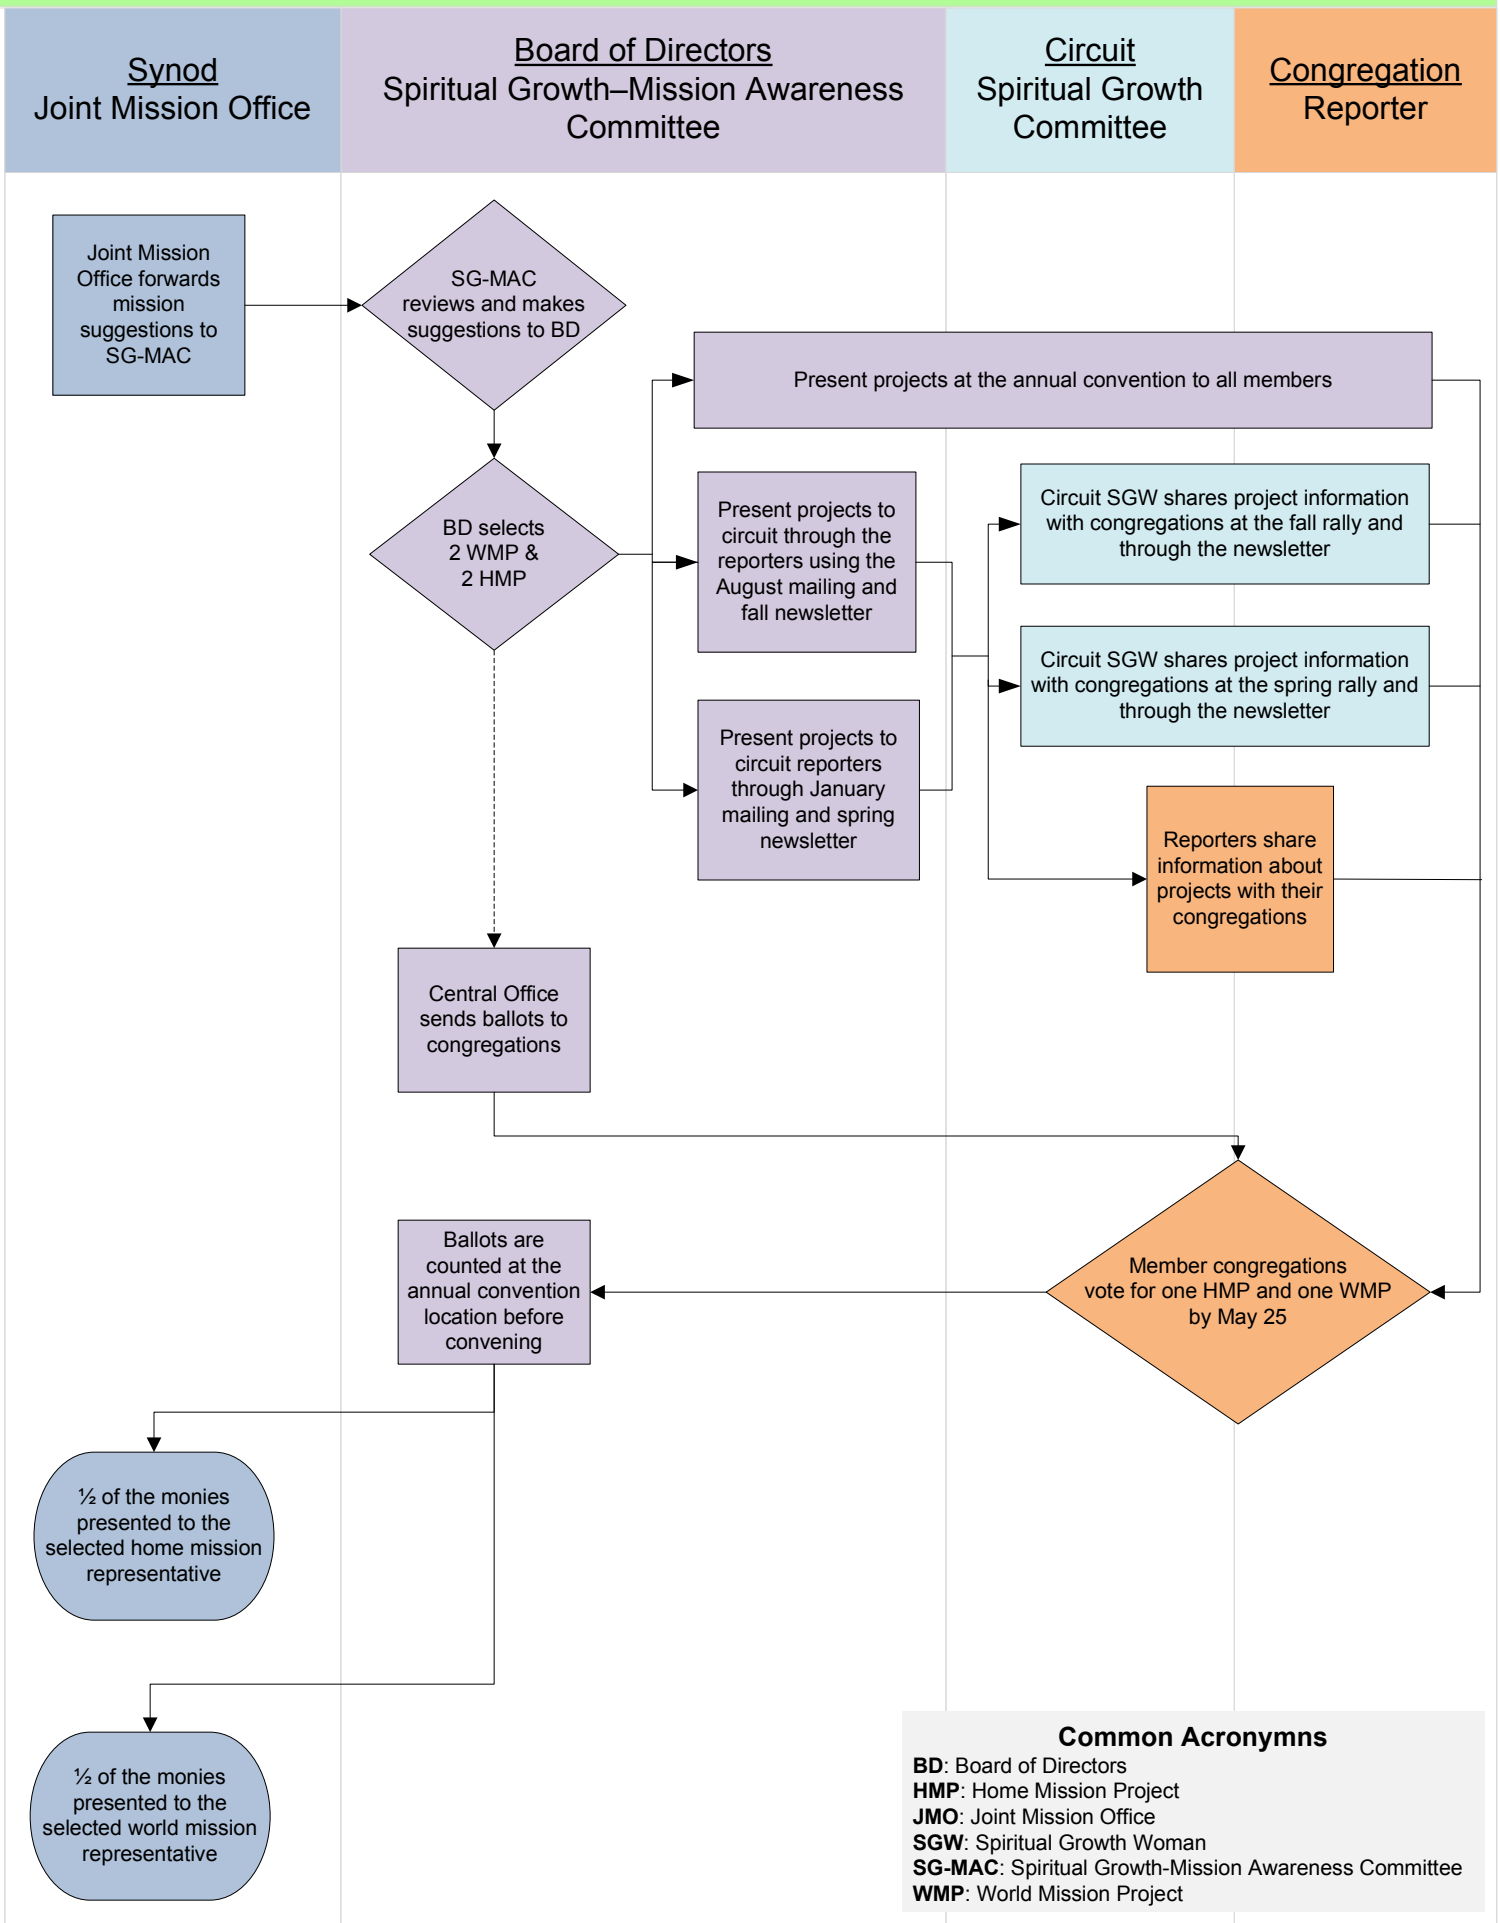 Synod
Joint Mission Office
Board of Directors
Spiritual Growth–Mission Awareness
Committee
Circuit
Spiritual Growth
Committee
Congregation
Reporter
Joint Mission
Office forwards
mission
suggestions to
SG-MAC
SG-MAC
reviews and makes
suggestions to BD
Present projects at the annual convention to all members
BD selects
2 WMP &
2 HMP
Present projects to
circuit through the
reporters using the
August mailing and
fall newsletter
Circuit SGW shares project information
with congregations at the fall rally and
through the newsletter
Circuit SGW shares project information
with congregations at the spring rally and
through the newsletter
Present projects to
circuit reporters
through January
mailing and spring
newsletter
Reporters share
information about
projects with their
congregations
Central Office
sends ballots to
congregations
Member congregations
vote for one HMP and one WMP
by May 25
Ballots are
counted at the
annual convention
location before
convening
½ of the monies
presented to the
selected home mission
representative
½ of the monies
presented to the
selected world mission
representative
Common Acronymns
BD: Board of Directors
HMP: Home Mission Project
JMO: Joint Mission Office
SGW: Spiritual Growth Woman
SG-MAC: Spiritual Growth-Mission Awareness Committee
WMP: World Mission Project